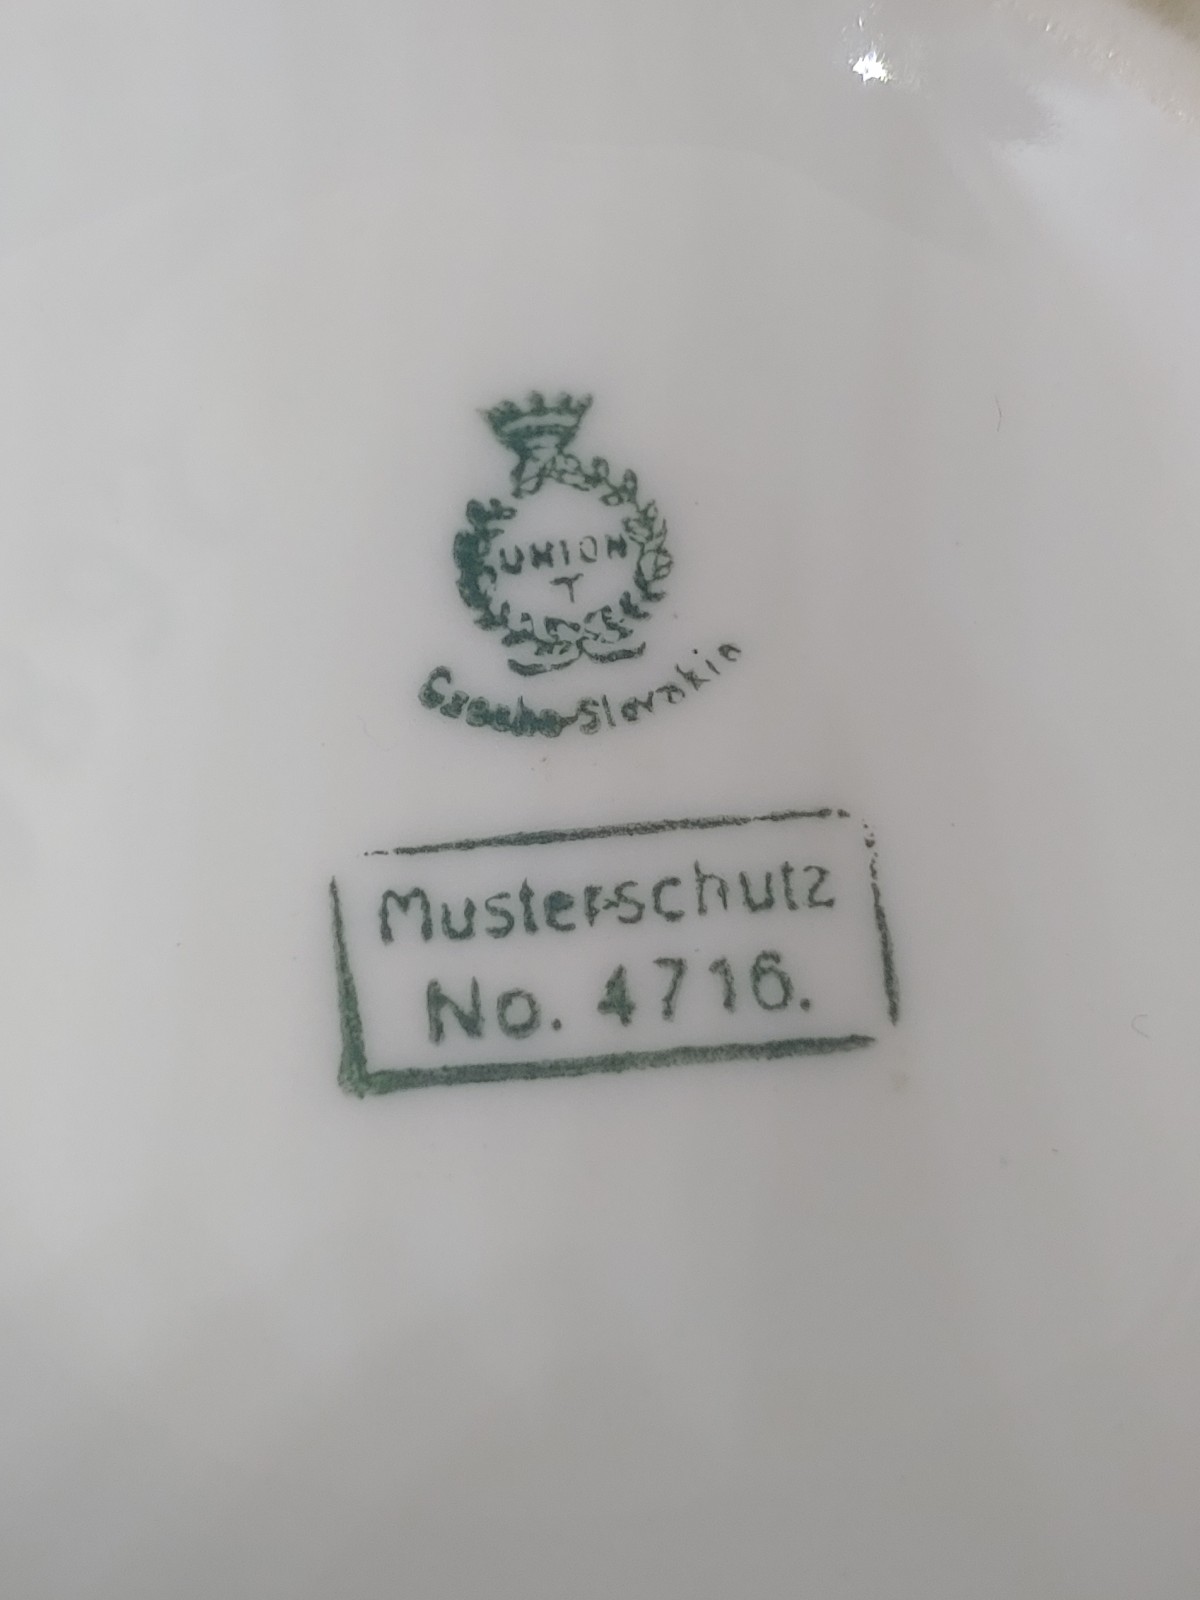 UNION
T
Czecho-Slovakia
Musterschutz
No. 4716.